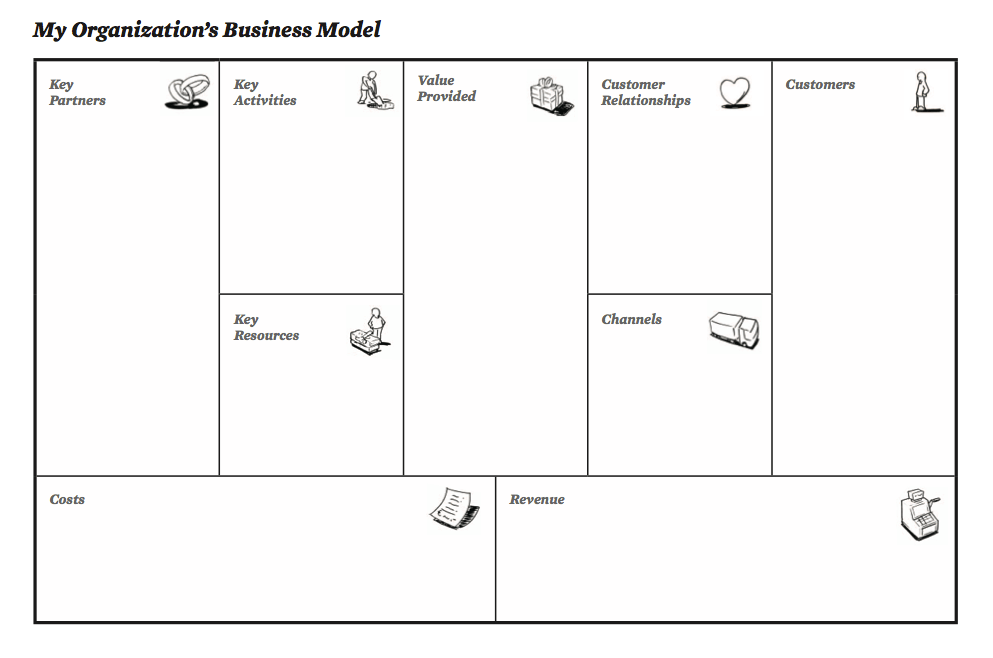 My Organization's Business Model
Key
Partners
Key
Activities
Value
Provided
Customer
Relationships
Customers
Key
Resources
Channels
Costs
Revenue